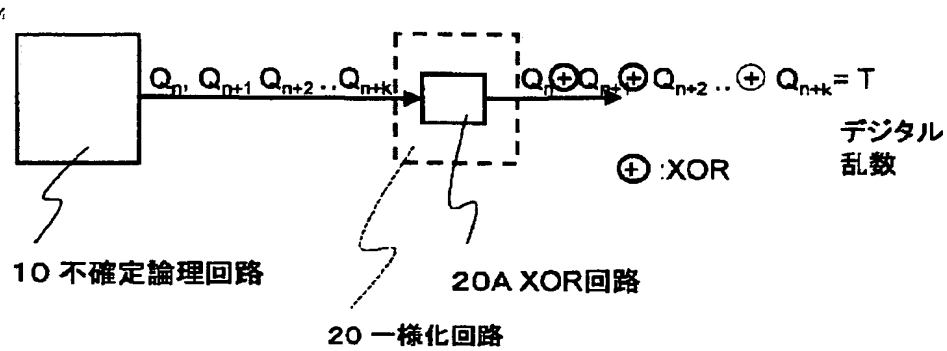 Qn, Qn+1 Qn+2‥Qn+k
Qn⊕Qn+1⊕Qn+2‥⊕Qn+k=T
デジタル
乱数
⊕:XOR
10 不確定論理回路
20A XOR回路
20 一様化回路